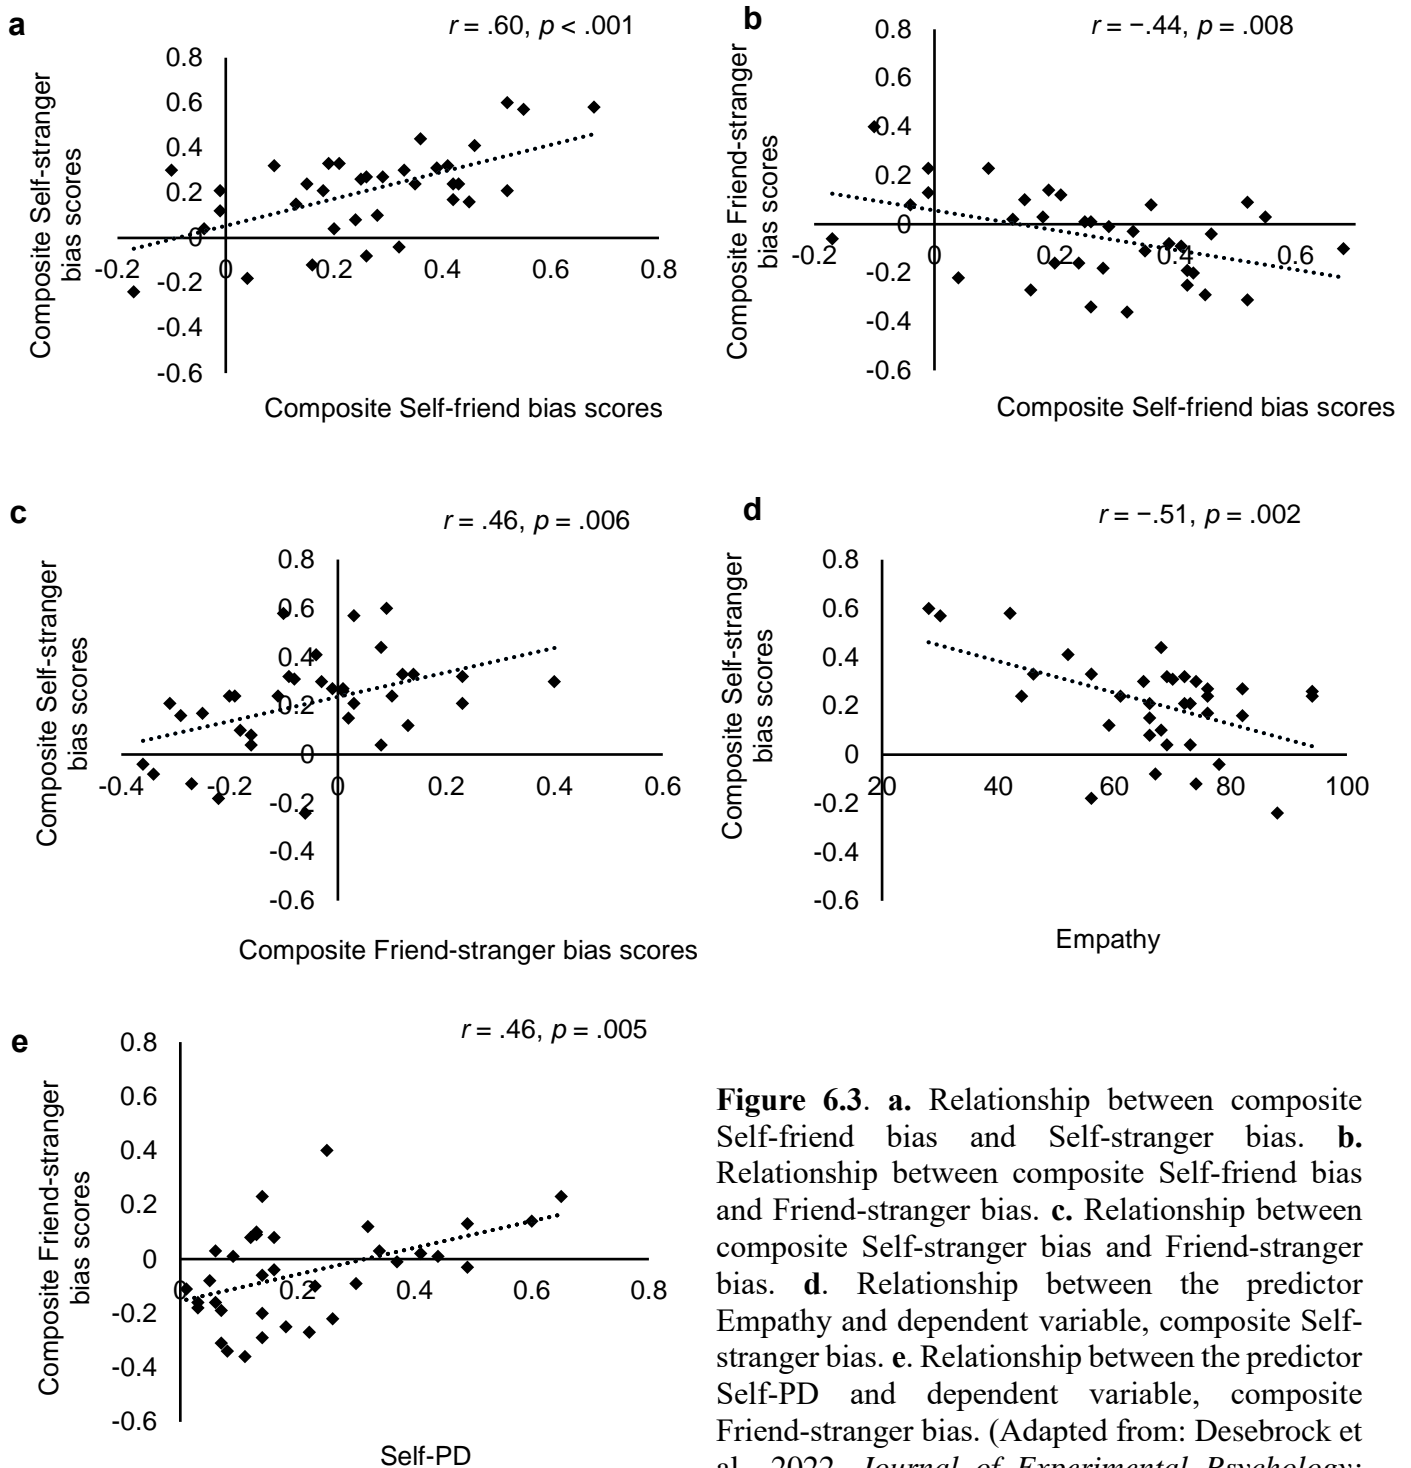 a
r = .60, p < .001
0.8
0.6
0.4
0.2
0
-0.2
-0.4
-0.6
-0.2
0
0.2
0.4
0.6
0.8
Composite Self-stranger
bias scores
Composite Self-friend bias scores
b
r = −.44, p = .008
0.8
0.6
0.4
0.2
0
-0.2
-0.4
-0.6
-0.2
0
0.2
0.4
0.6
Composite Friend-stranger
bias scores
Composite Self-friend bias scores
c
r = .46, p = .006
0.8
0.6
0.4
0.2
0
-0.2
-0.4
-0.6
-0.4
-0.2
0
0.2
0.4
0.6
Composite Self-stranger
bias scores
Composite Friend-stranger bias scores
d
r = −.51, p = .002
0.8
0.6
0.4
0.2
0
-0.2
-0.4
-0.6
20
40
60
80
100
Composite Self-stranger
bias scores
Empathy
e
r = .46, p = .005
0.8
0.6
0.4
0.2
0
-0.2
-0.4
-0.6
0
0.2
0.4
0.6
0.8
Composite Friend-stranger
bias scores
Self-PD
Figure 6.3. a. Relationship between composite
Self-friend bias and Self-stranger bias. b.
Relationship between composite Self-friend bias
and Friend-stranger bias. c. Relationship between
composite Self-stranger bias and Friend-stranger
bias. d. Relationship between the predictor
Empathy and dependent variable, composite Self-
stranger bias. e. Relationship between the predictor
Self-PD and dependent variable, composite
Friend-stranger bias. (Adapted from: Desebrock et
al., 2022, Journal of Experimental Psychology: